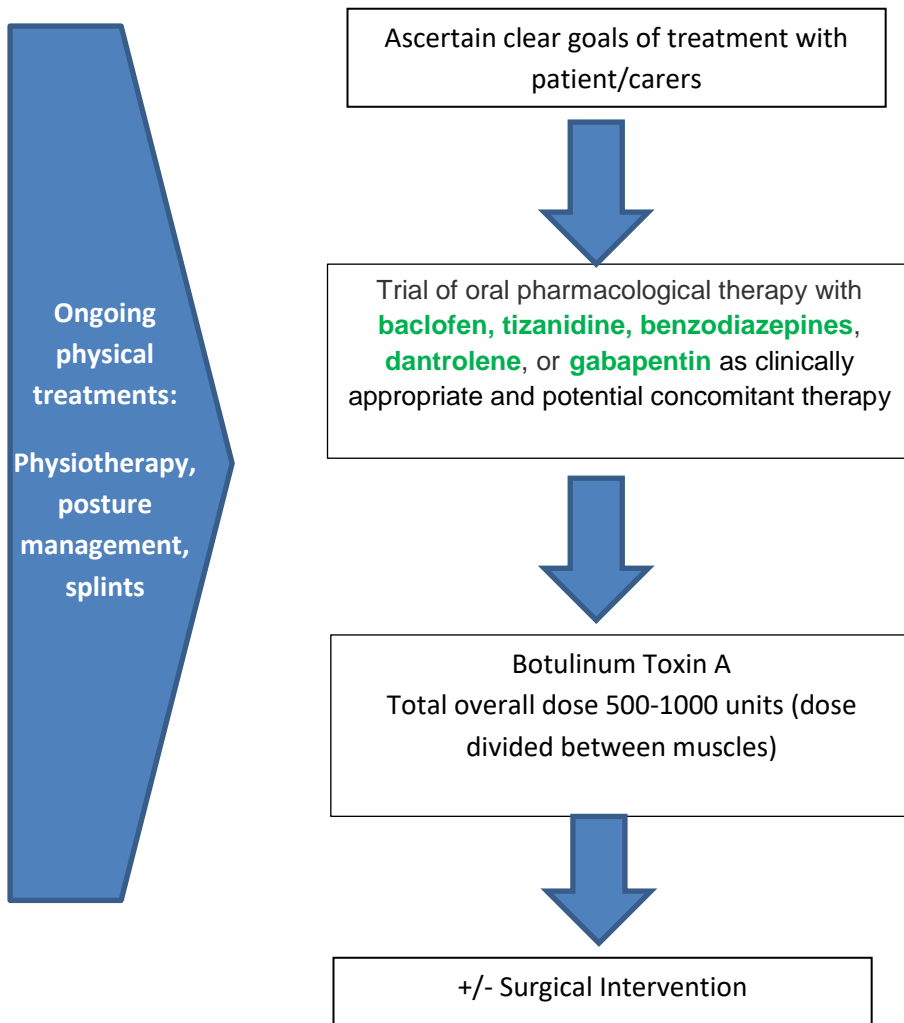 Ascertain clear goals of treatment with
patient/carers
Trial of oral pharmacological therapy with
baclofen, tizanidine, benzodiazepines,
dantrolene, or gabapentin as clinically
appropriate and potential concomitant therapy
Ongoing
physical
treatments:
Physiotherapy,
posture
management,
splints
Botulinum Toxin A
Total overall dose 500-1000 units (dose
divided between muscles)
+/- Surgical Intervention